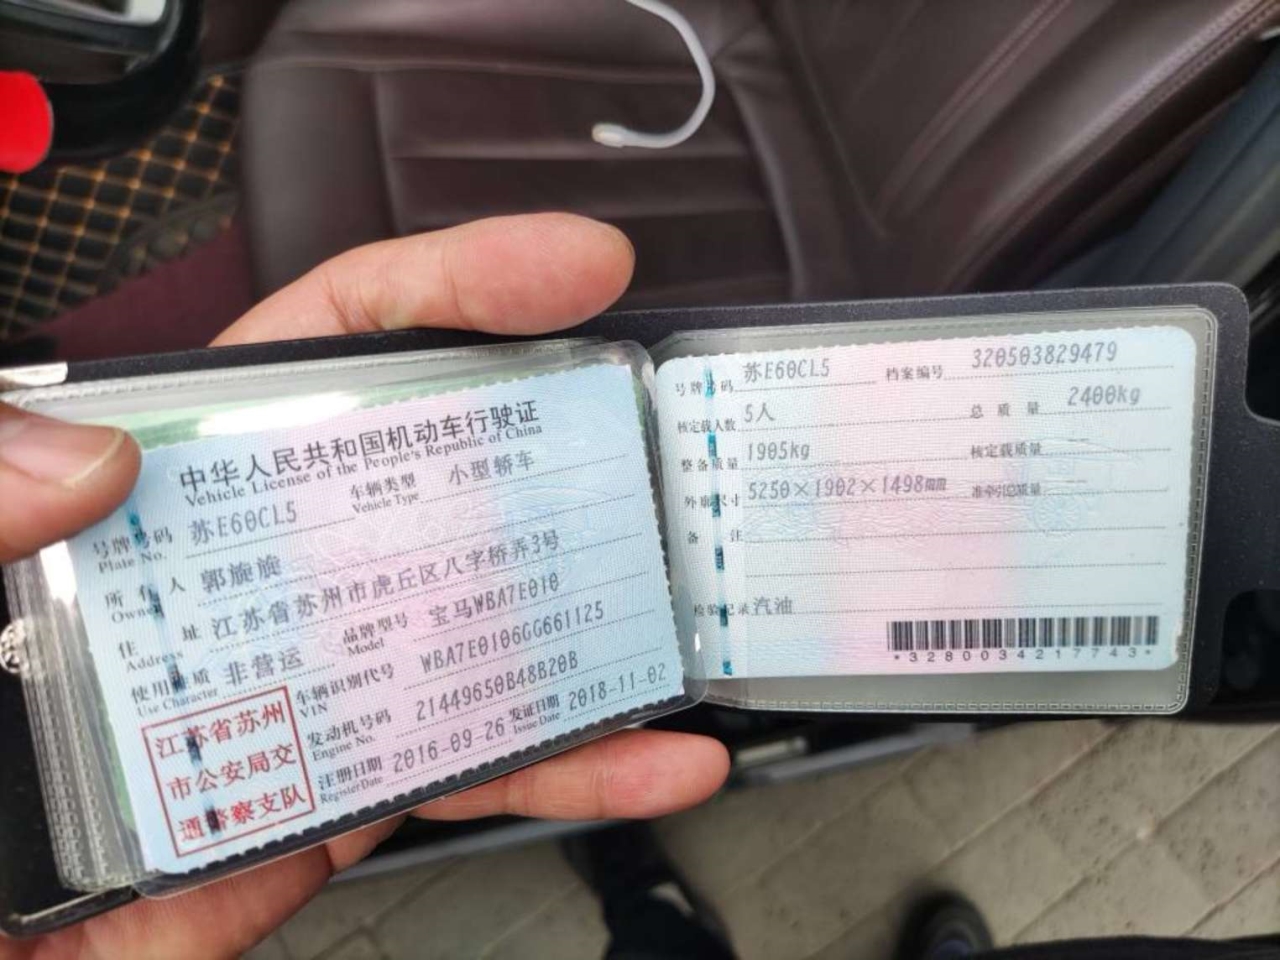 中华人民共和国机动车行驶证
Vehicle License of the People's Republic of China
号牌号码 苏E60CL5 车辆类型 小型轿车
Plate No. Vehicle Type
所有人 郭旋旋
Owner
住址 江苏省苏州市虎丘区八字桥弄3号
Address
使用性质 非营运 品牌型号 宝马WBA7E010
Use Character Model
江苏省苏州
市公安局交
通警察支队
车辆识别代号 WBA7E0106GG661125
VIN
发动机号码 21449650B48B20B
Engine No.
注册日期 2016-09-26 发证日期 2018-11-02
Register Date Issue Date
号牌号码 苏E60CL5 档案编号 320503829479
核定载人数 5人 总质量 2400kg
整备质量 1905kg 核定载质量 --
外廓尺寸 5250×1902×1498 准牵引总质量 --
备注
检验记录 汽油
*3280034217743*